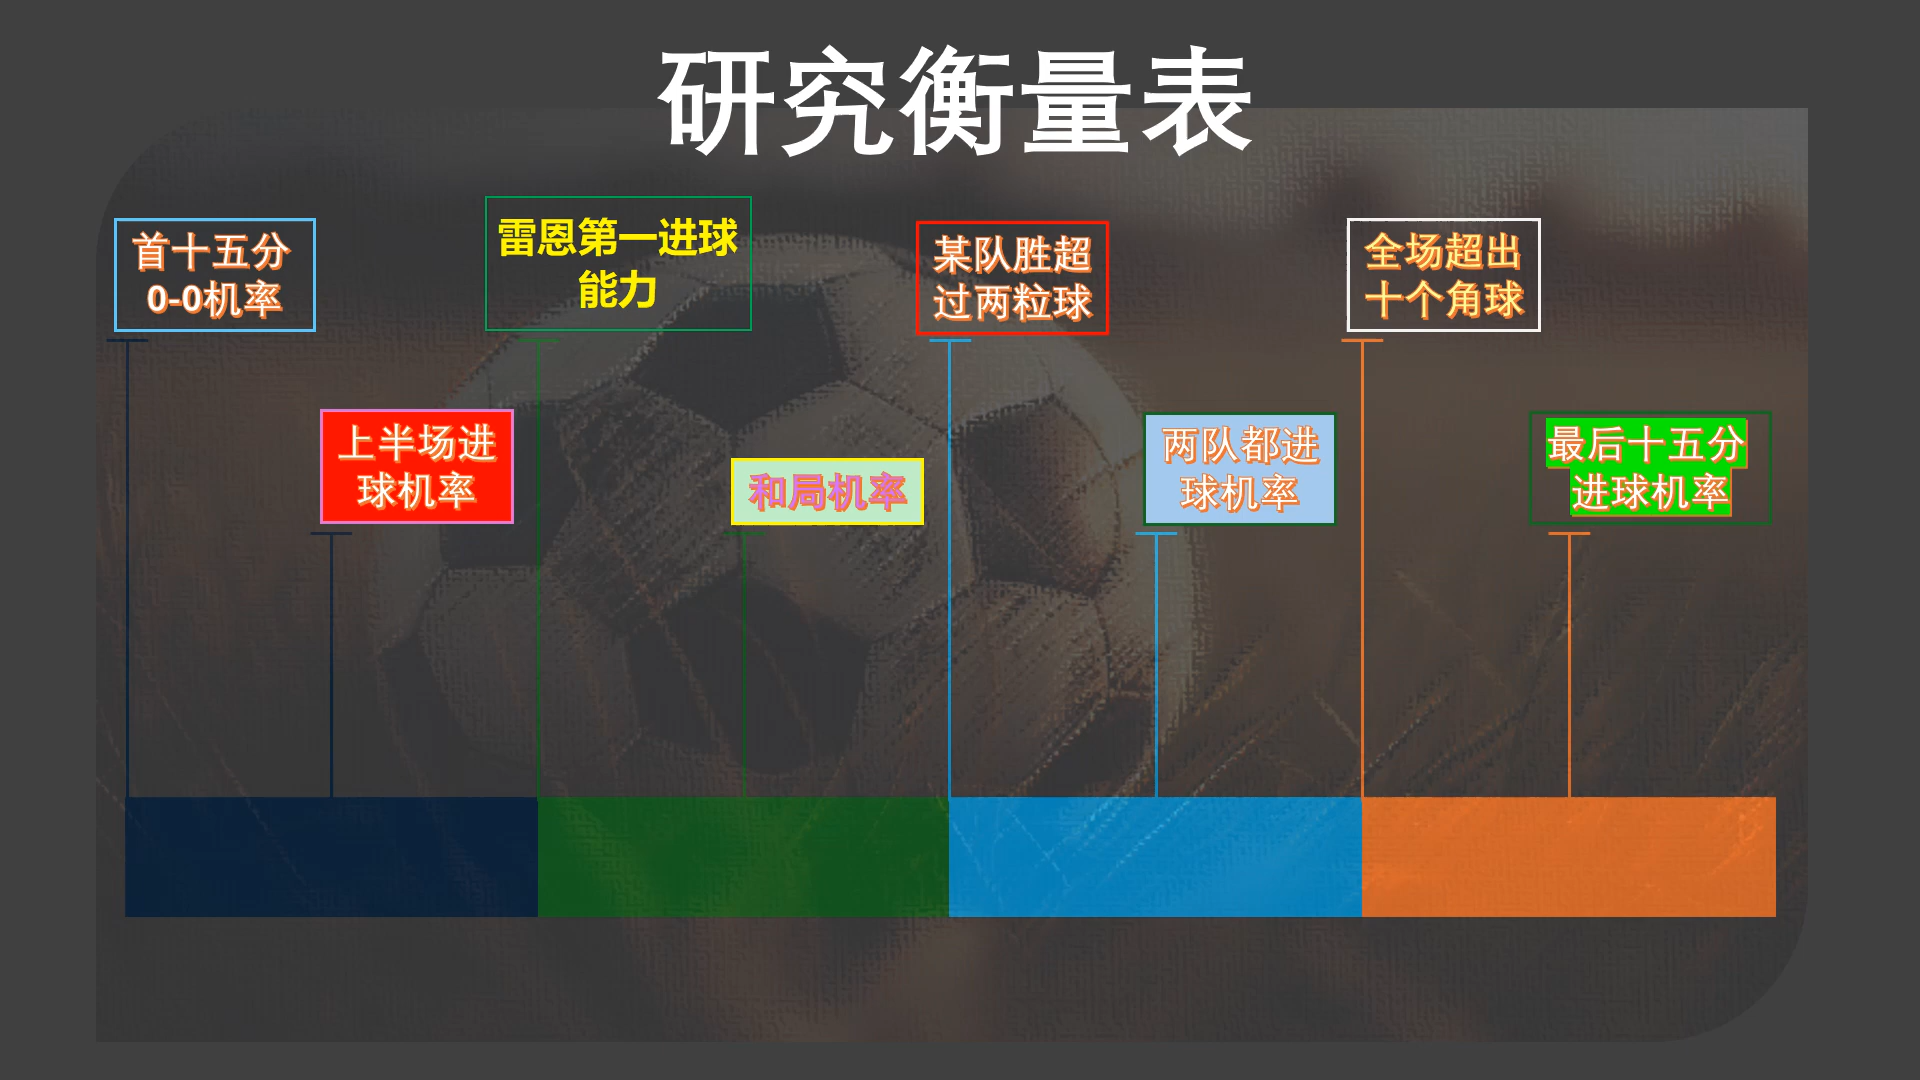 研究衡量表
首十五分
0-0机率
雷恩第一进球
能力
某队胜超
过两粒球
全场超出
十个角球
上半场进
球机率
和局机率
两队都进
球机率
最后十五分
进球机率